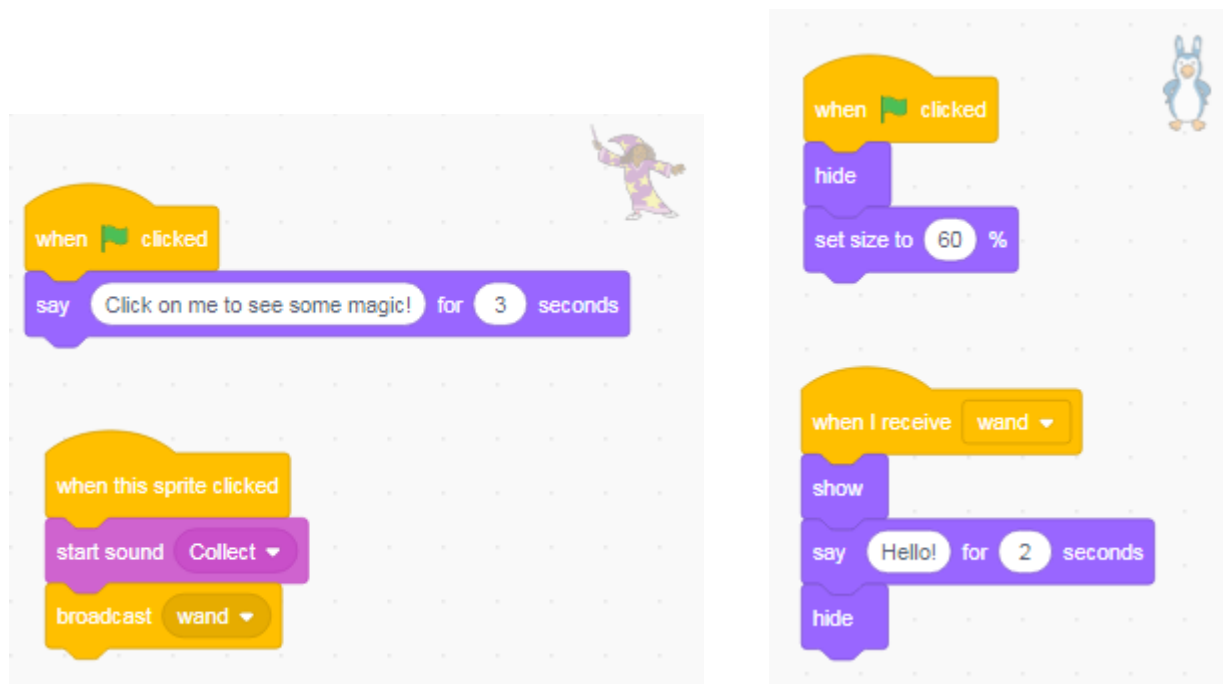 when clicked
say Click on me to see some magic! for 3 seconds
when this sprite clicked
start sound Collect
broadcast wand
when clicked
hide
set size to 60 %
when I receive wand
show
say Hello! for 2 seconds
hide